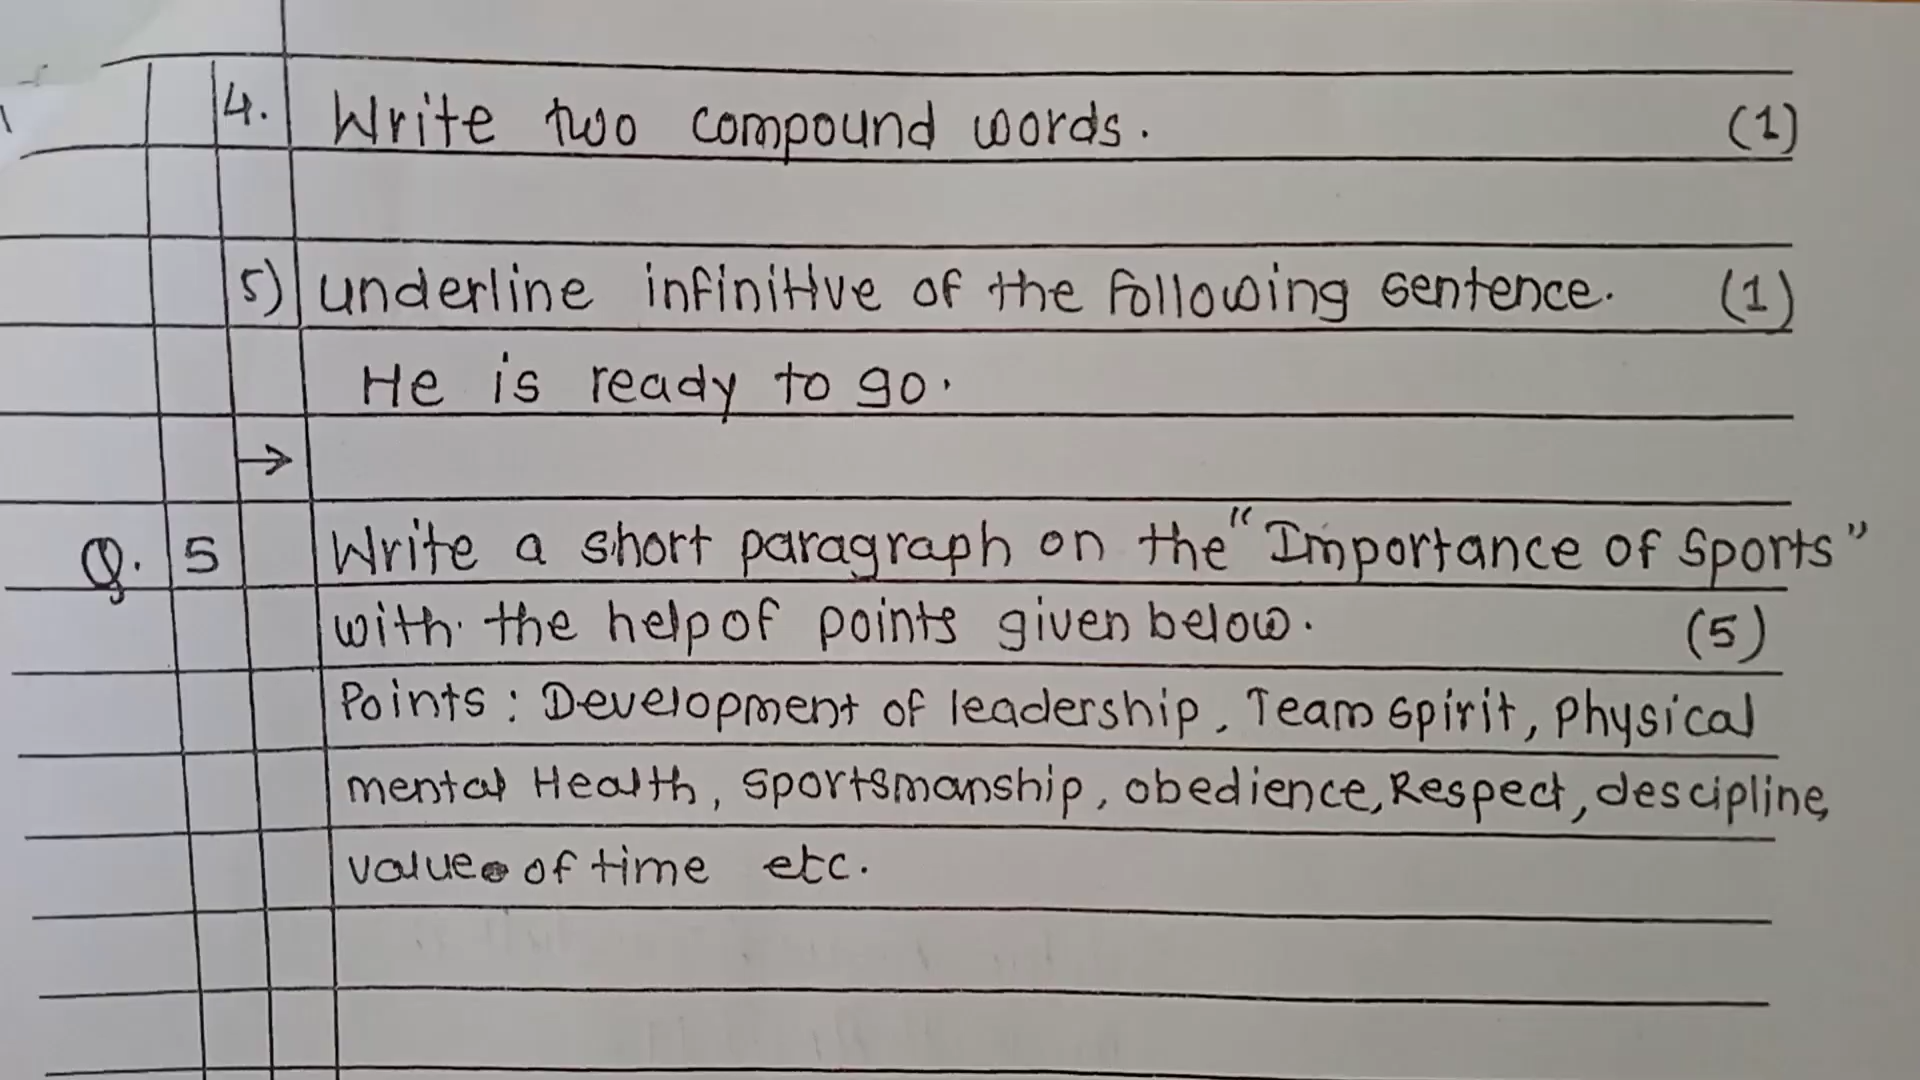 4. Write two compound words. (1)
5) underline infinitive of the following sentence. (1)
He is ready to go.
→
Q. 5 Write a short paragraph on the "Importance of Sports"
with the help of points given below. (5)
Points : Development of leadership, Team spirit, Physical
mental Health, sportsmanship, obedience, Respect, descipline,
value of time etc.